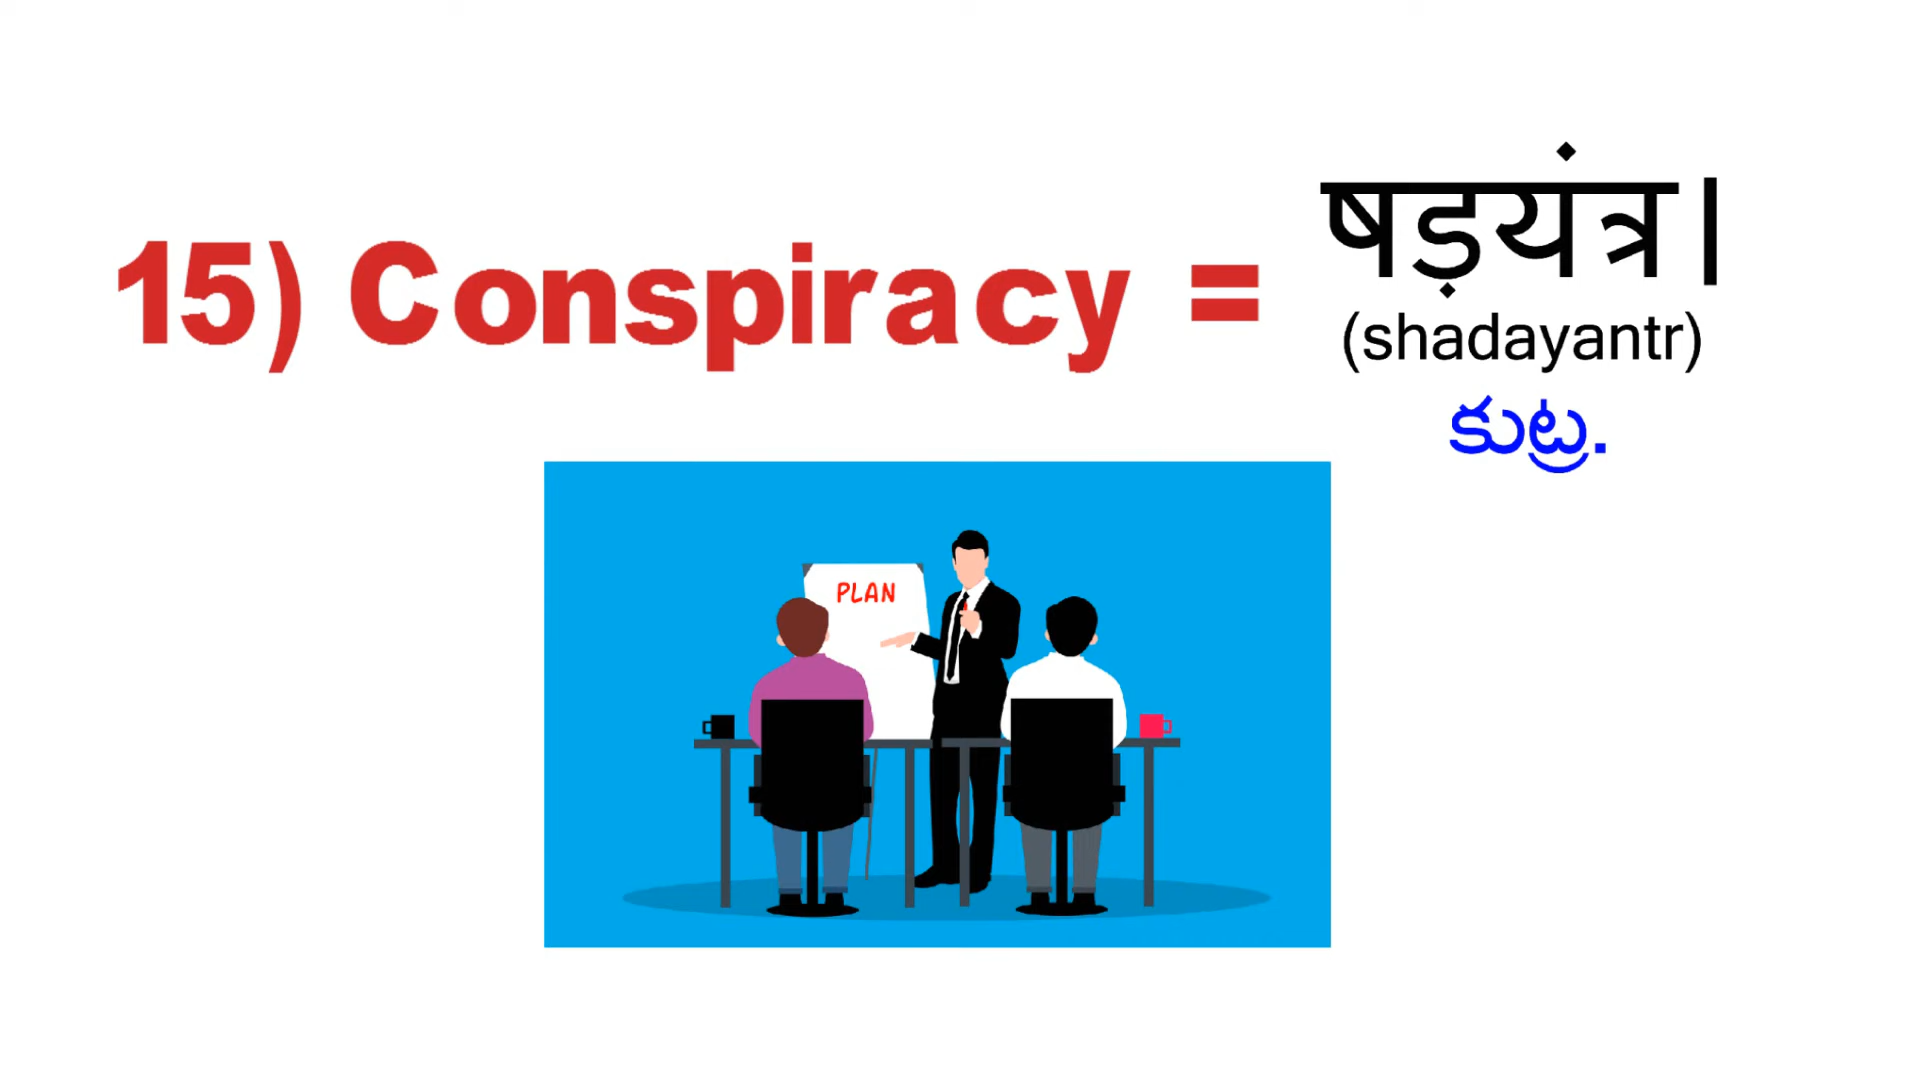 15) Conspiracy = षड़यंत्र।
(shadayantr)
కుట్ర.
PLAN